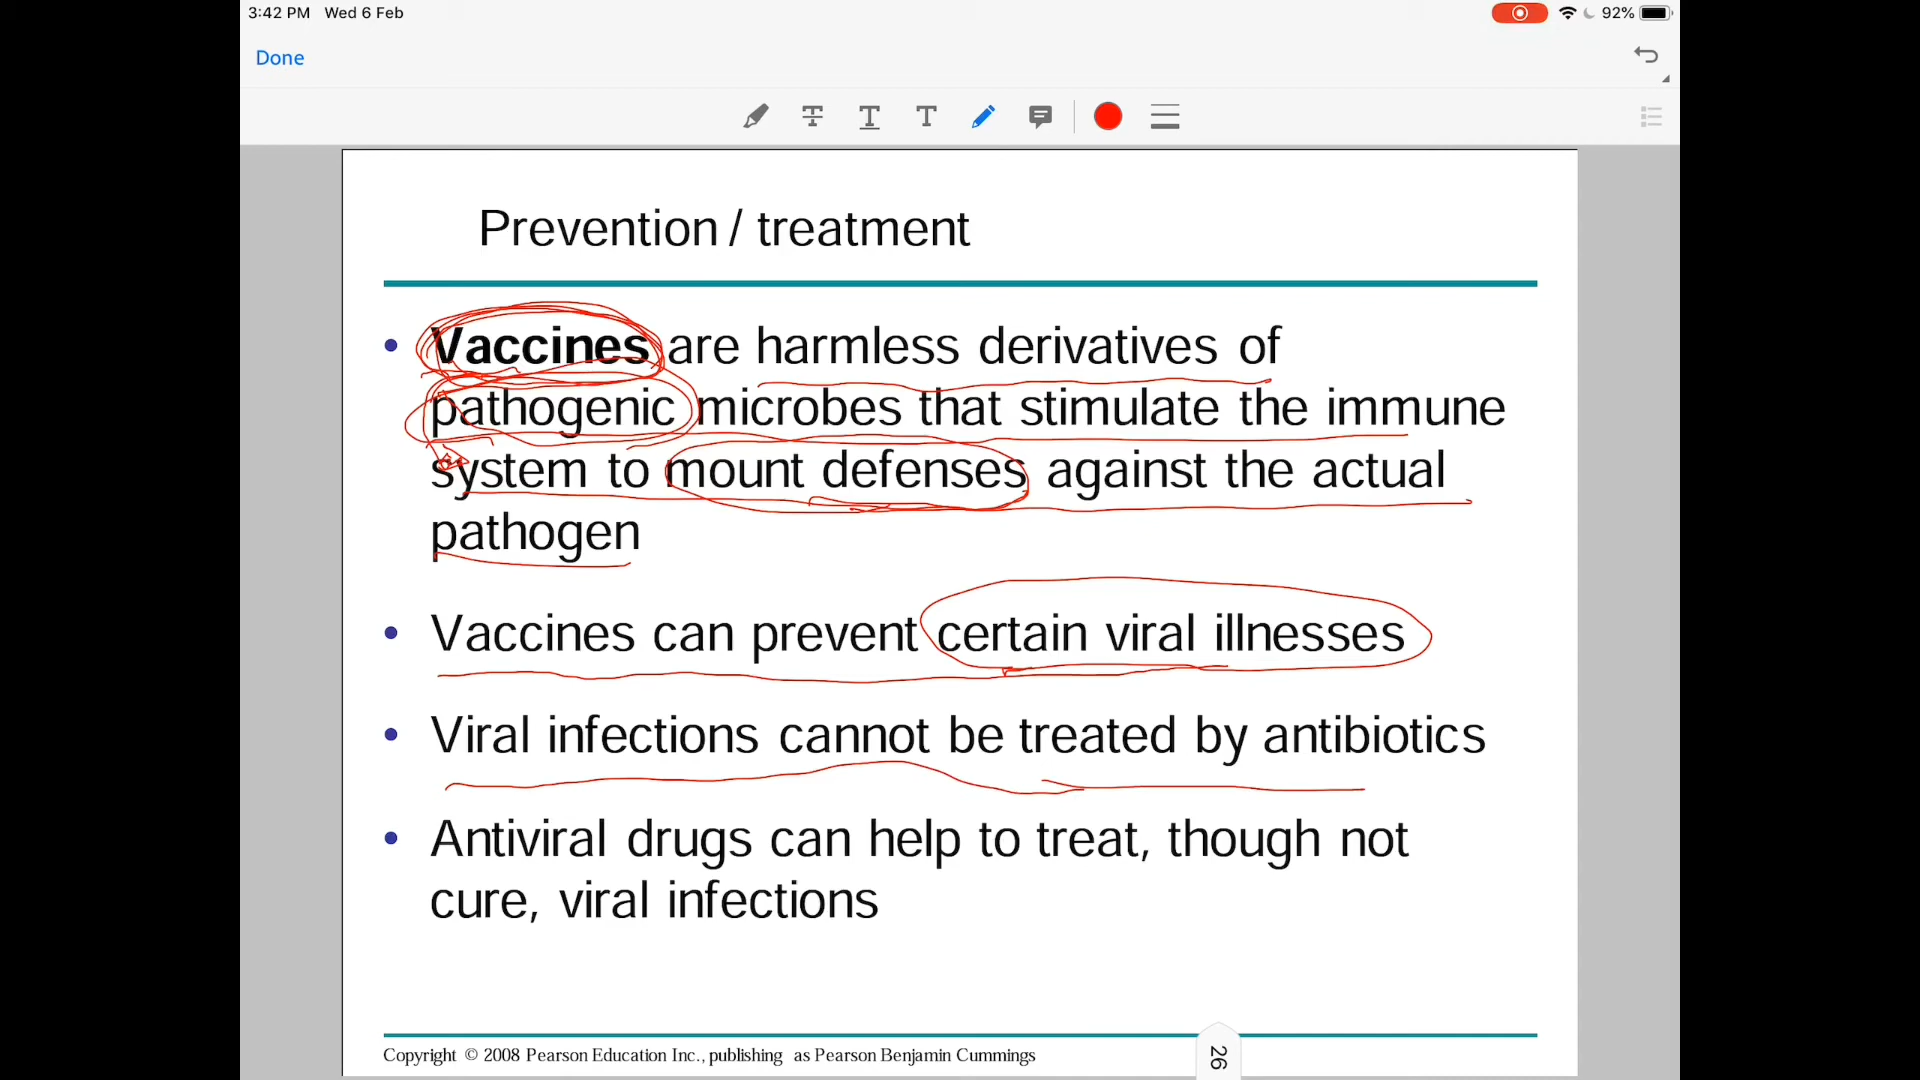 3:42 PM Wed 6 Feb
92%
Done
Prevention / treatment
• Vaccines are harmless derivatives of
pathogenic microbes that stimulate the immune
system to mount defenses against the actual
pathogen
• Vaccines can prevent certain viral illnesses
• Viral infections cannot be treated by antibiotics
• Antiviral drugs can help to treat, though not
cure, viral infections
Copyright © 2008 Pearson Education Inc., publishing as Pearson Benjamin Cummings
26